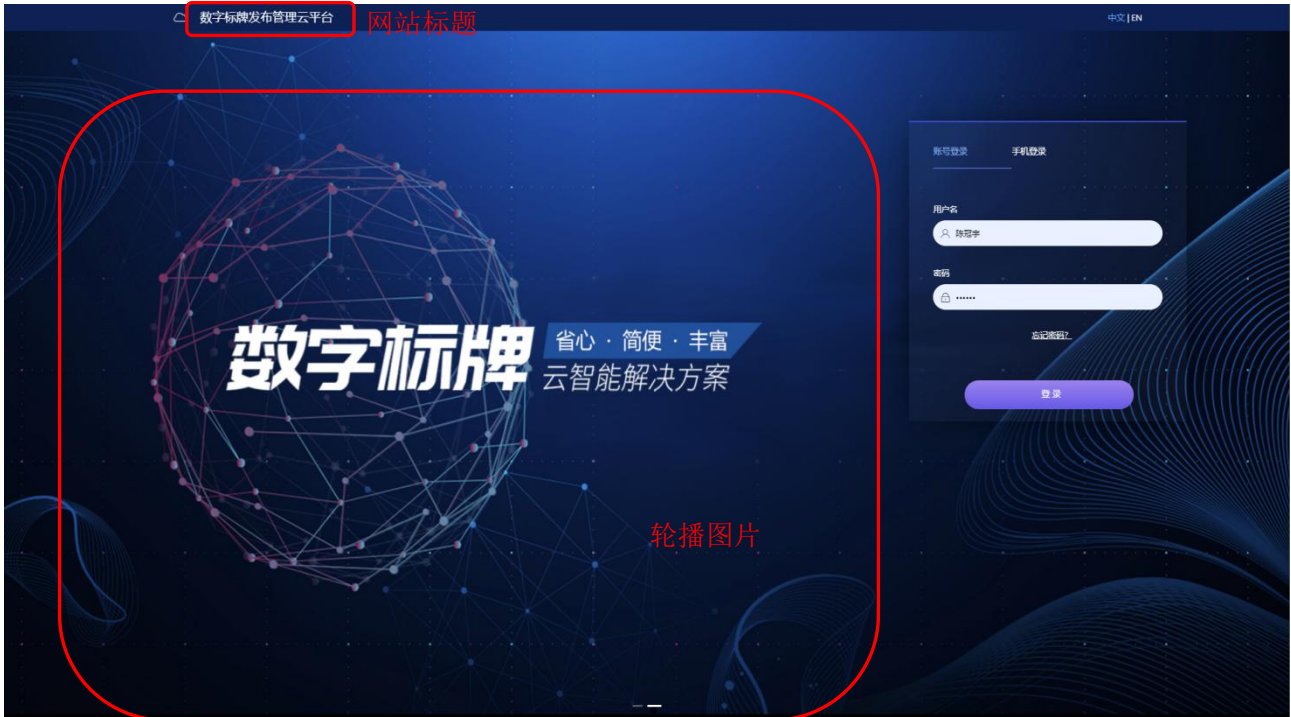 数字标牌发布管理云平台
网站标题
中文 | EN
账号登录 手机登录
用户名
陈冠宇
密码
忘记密码?
登录
数字标牌
省心 · 简便 · 丰富
云智能解决方案
轮播图片